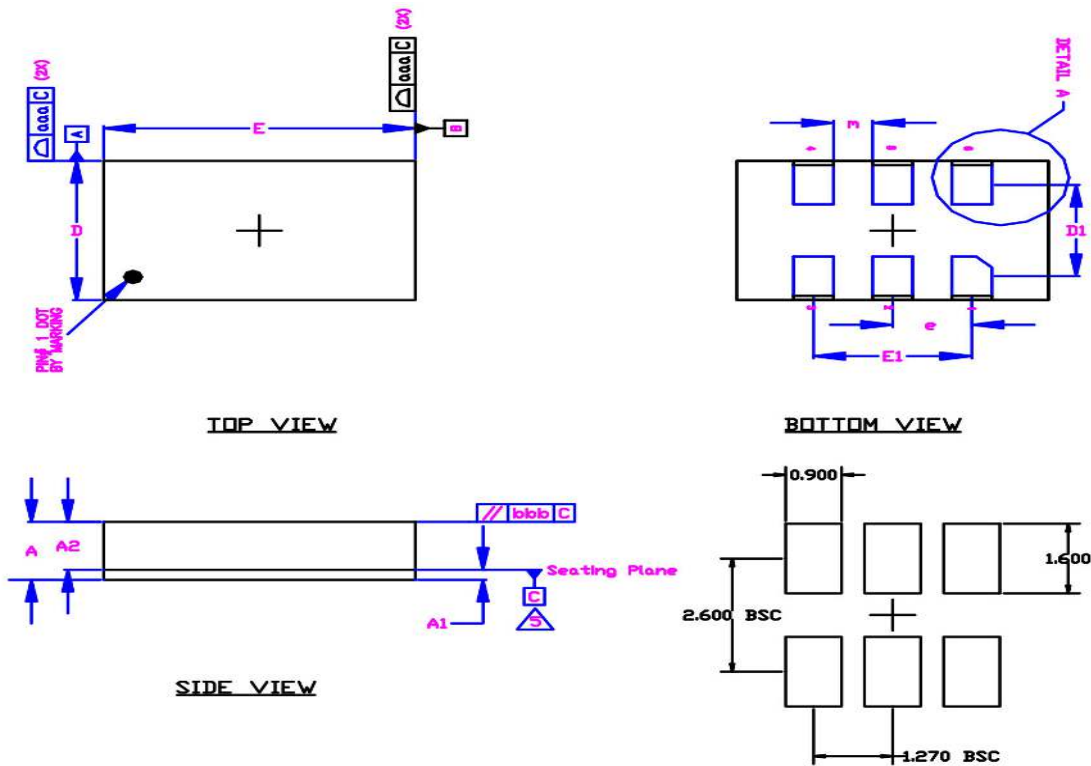 aaa C (2X)
aaa C (2X)
A
E
B
D
PIN# 1 DOT
BY MARKING
TOP VIEW
DETAIL A
D1
e
E1
BOTTOM VIEW
A
A2
// bbb C
Seating Plane
C
5
A1
SIDE VIEW
0.900
1.600
2.600 BSC
1.270 BSC